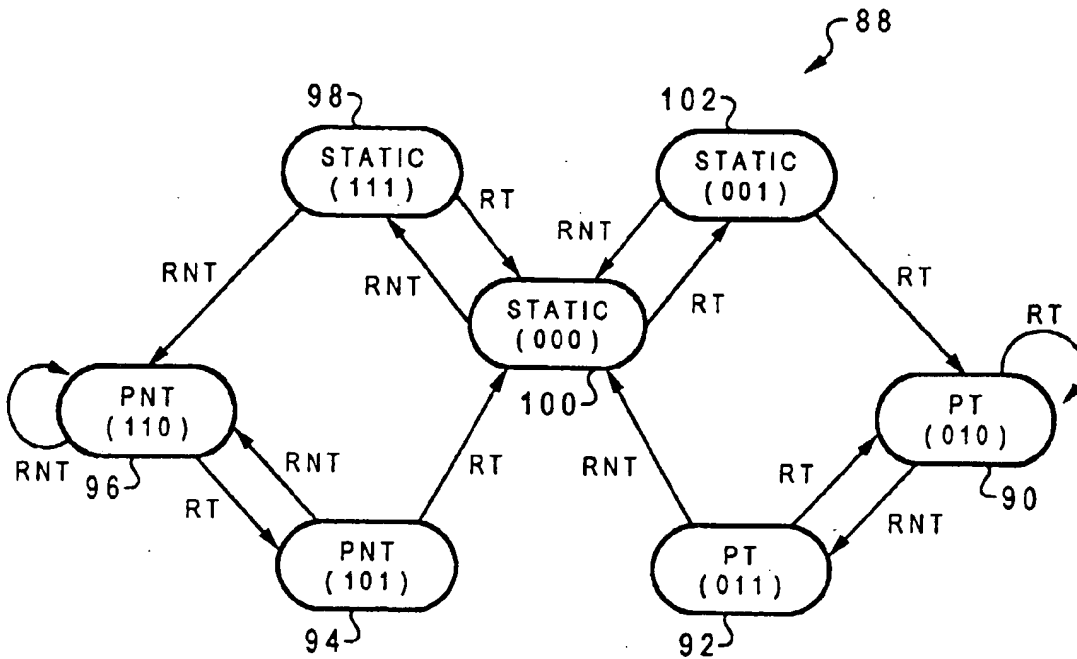 88
98
102
STATIC
(111)
STATIC
(001)
RT
RNT
RNT
RNT
RT
RT
STATIC
(000)
RT
100
PNT
(110)
PT
(010)
RNT
96
RNT
RT
RT
RNT
RT
RNT
90
PNT
(101)
PT
(011)
94
92